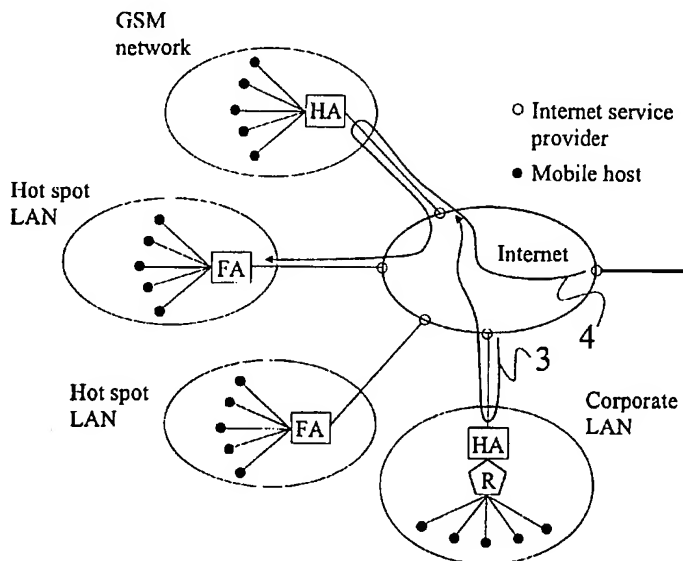 GSM
network
HA
Internet service
provider
Mobile host
Hot spot
LAN
FA
Internet
4
3
Hot spot
LAN
FA
Corporate
LAN
HA
R